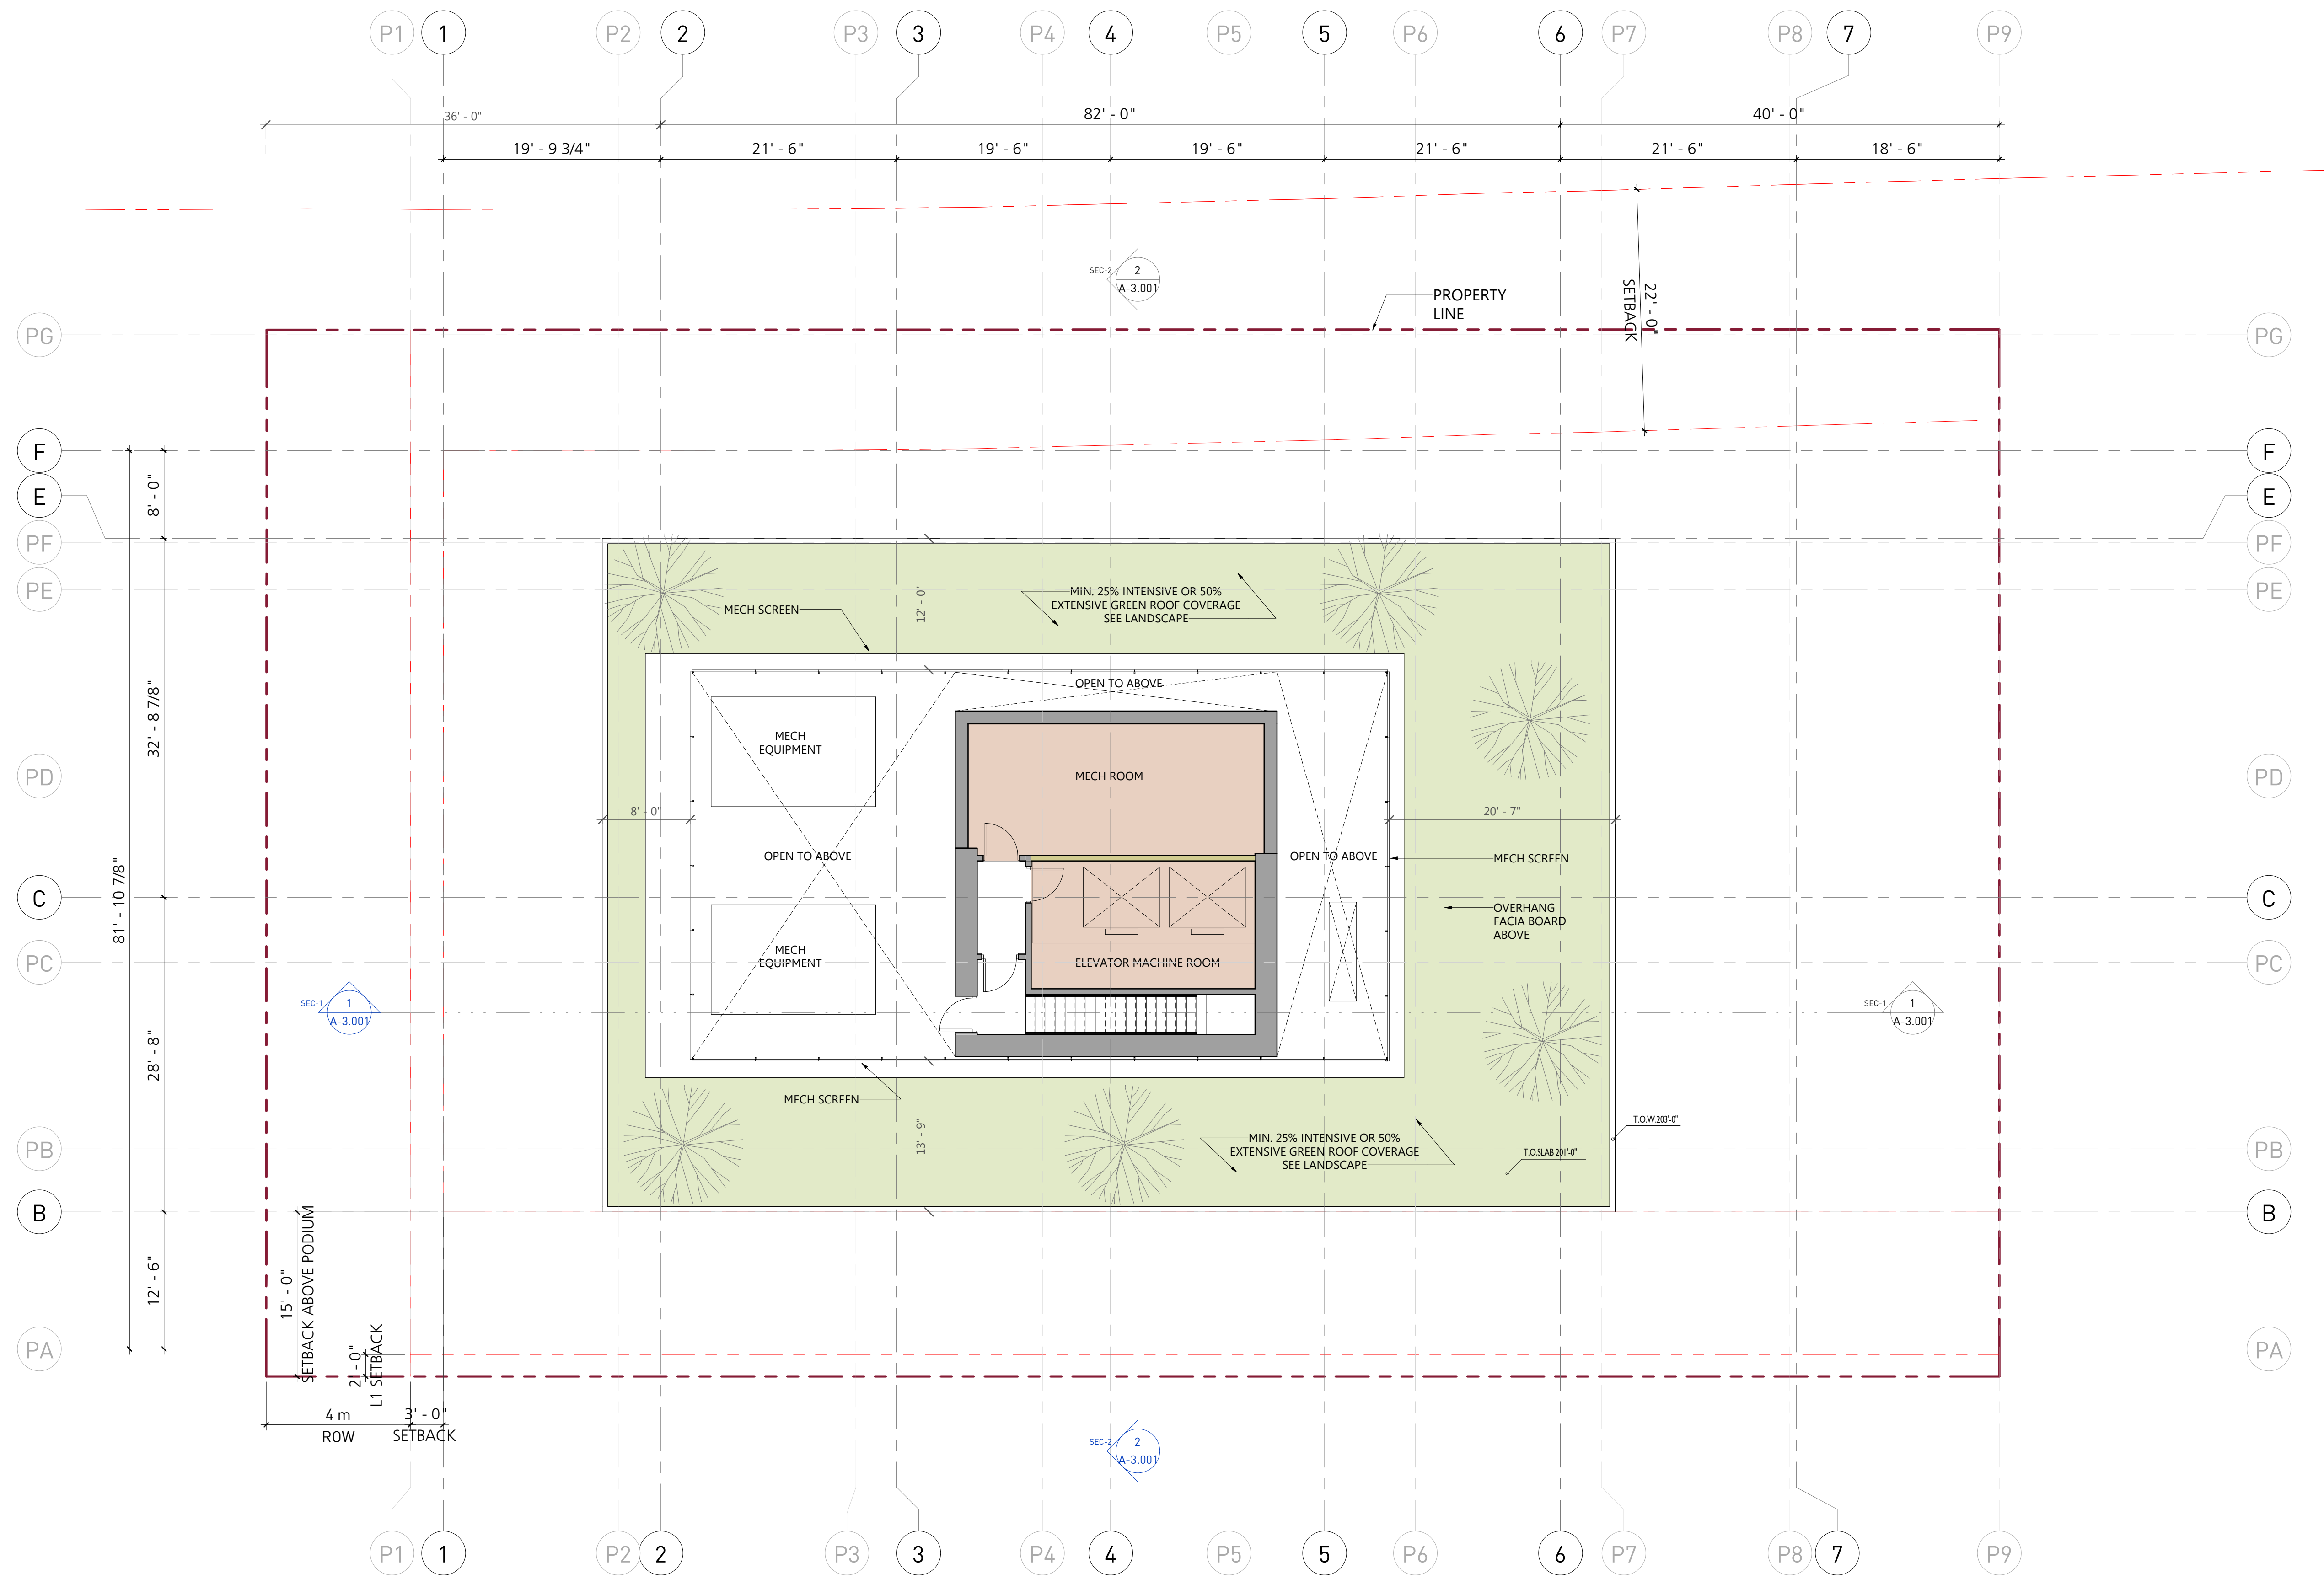 P1 1 P2 2 P3 3 P4 4 P5 5 P6 6 P7 P8 7 P9
36' - 0" 82' - 0" 40' - 0"
19' - 9 3/4" 21' - 6" 19' - 6" 19' - 6" 21' - 6" 21' - 6" 18' - 6"
SEC-2
2
A-3.001
PROPERTY
LINE
22' - 0"
SETBACK
PG PG
F F
E E
PF PF
PE PE
PD PD
C C
PC PC
PB PB
B B
PA PA
8' - 0"
32' - 8 7/8"
81' - 10 7/8"
28' - 8"
12' - 6"
12' - 0"
MECH SCREEN
MIN. 25% INTENSIVE OR 50%
EXTENSIVE GREEN ROOF COVERAGE
SEE LANDSCAPE
OPEN TO ABOVE
MECH
EQUIPMENT
MECH ROOM
8' - 0"
20' - 7"
OPEN TO ABOVE
OPEN TO ABOVE
MECH SCREEN
OVERHANG
FACIA BOARD
ABOVE
MECH
EQUIPMENT
ELEVATOR MACHINE ROOM
SEC-1
1
A-3.001
SEC-1
1
A-3.001
MECH SCREEN
13' - 9"
MIN. 25% INTENSIVE OR 50%
EXTENSIVE GREEN ROOF COVERAGE
SEE LANDSCAPE
T.O.W.203'-0"
T.O.SLAB 201'-0"
15' - 0"
SETBACK ABOVE PODIUM
2' - 0"
L1 SETBACK
4 m
ROW
3' - 0"
SETBACK
SEC-2
2
A-3.001
P1 1 P2 2 P3 3 P4 4 P5 5 P6 6 P7 P8 7 P9